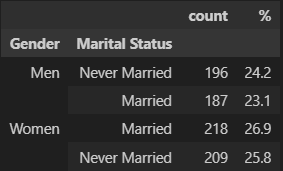 count %
Gender Marital Status
Men Never Married 196 24.2
Married 187 23.1
Women Married 218 26.9
Never Married 209 25.8